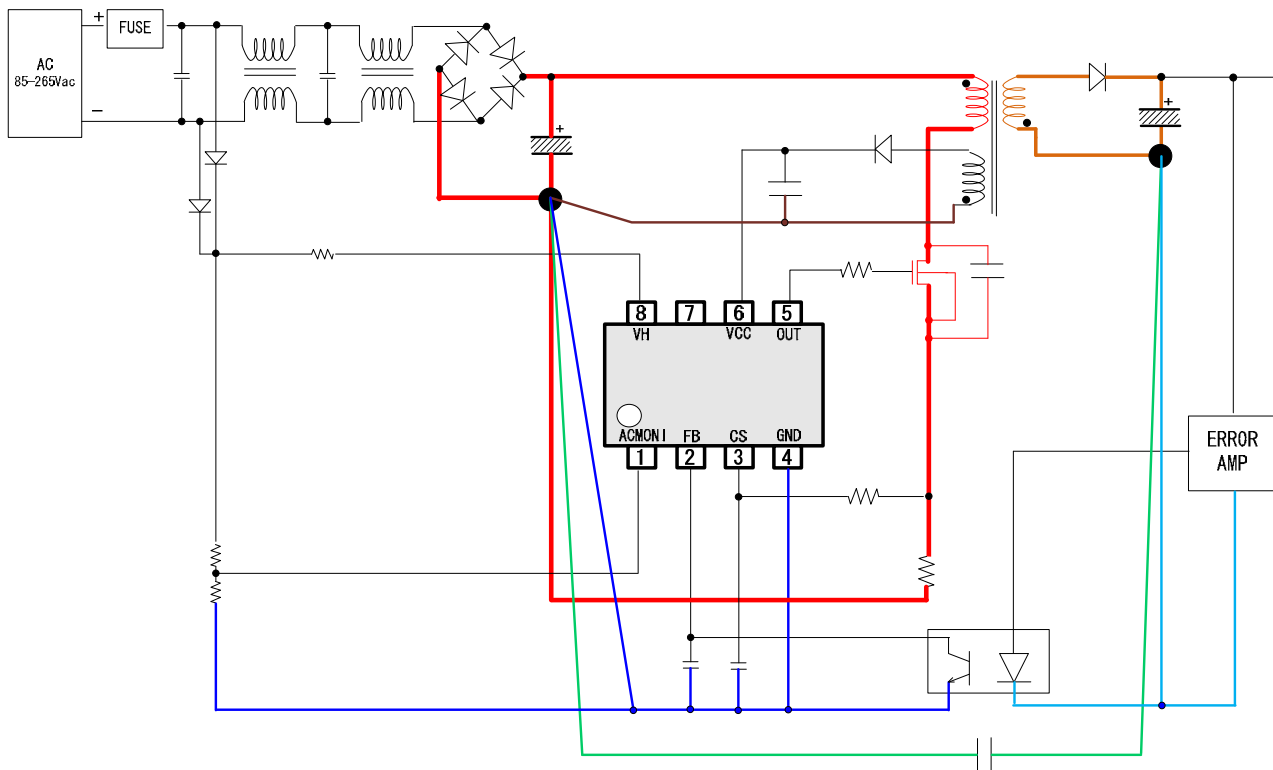 +
FUSE
AC
85-265Vac
−
+
+
8
7
6
5
VH
VCC
OUT
ACMONI
FB
CS
GND
1
2
3
4
ERROR
AMP